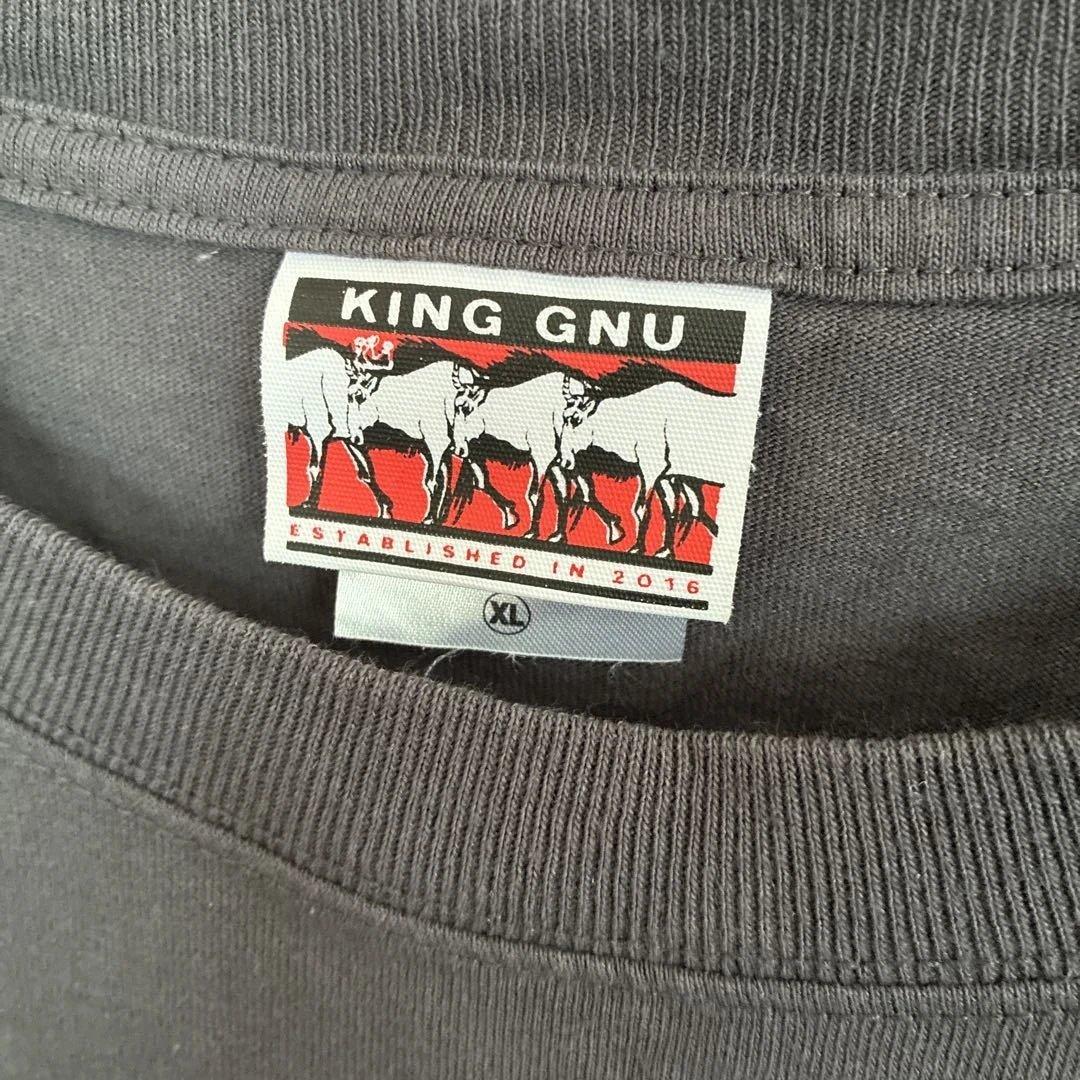 KING GNU
ESTABLISHED IN 2016
XL